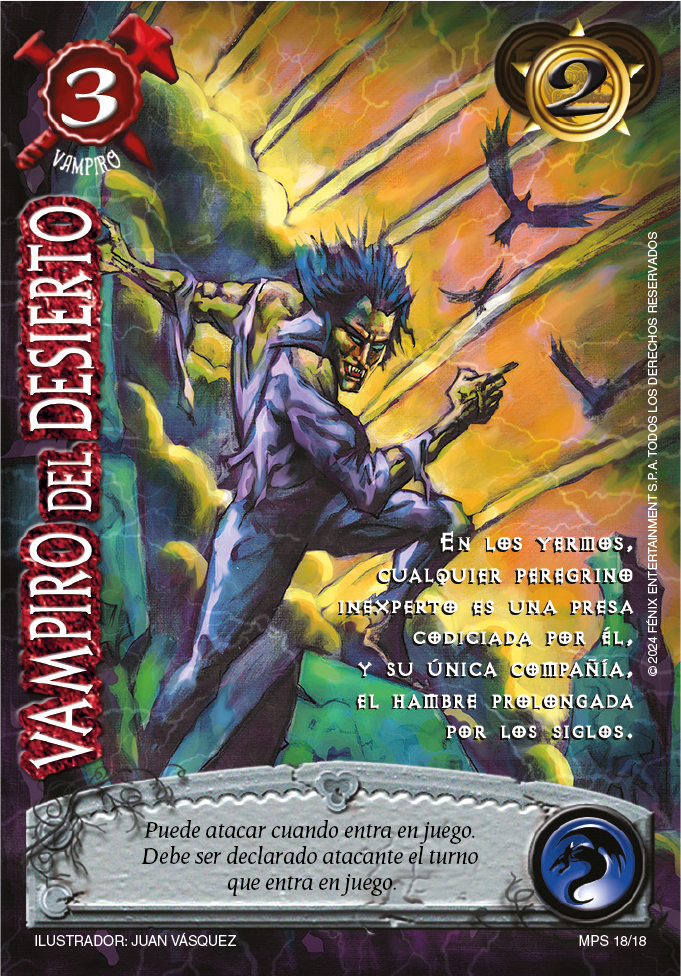 3
VAMPIRO
2
VAMPIRO DEL DESIERTO
EN LOS YERMOS,
CUALQUIER PEREGRINO
INEXPERTO ES UNA PRESA
CODICIADA POR ÉL,
Y SU ÚNICA COMPAÑÍA,
EL HAMBRE PROLONGADA
POR LOS SIGLOS.
© 2024 FÉNIX ENTERTAINMENT S.P.A. TODOS LOS DERECHOS RESERVADOS
Puede atacar cuando entra en juego.
Debe ser declarado atacante el turno
que entra en juego.
ILUSTRADOR: JUAN VÁSQUEZ
MPS 18/18